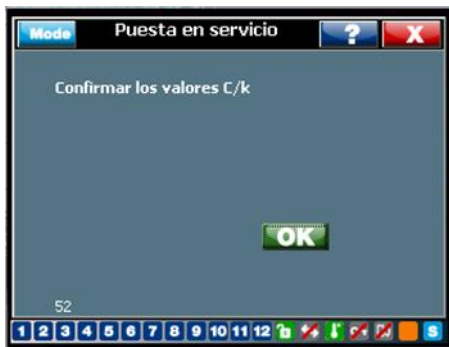 Mode Puesta en servicio ? X
Confirmar los valores C/k
OK
52
1 2 3 4 5 6 7 8 9 10 11 12 S